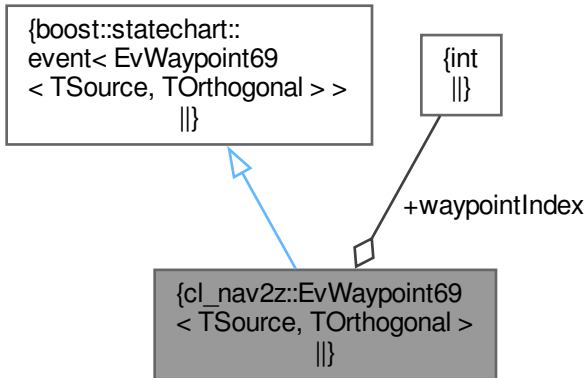 {boost::statechart::
event< EvWaypoint69
< TSource, TOrthogonal > >
||}
{int
||}
+waypointIndex
{cl_nav2z::EvWaypoint69
< TSource, TOrthogonal >
||}